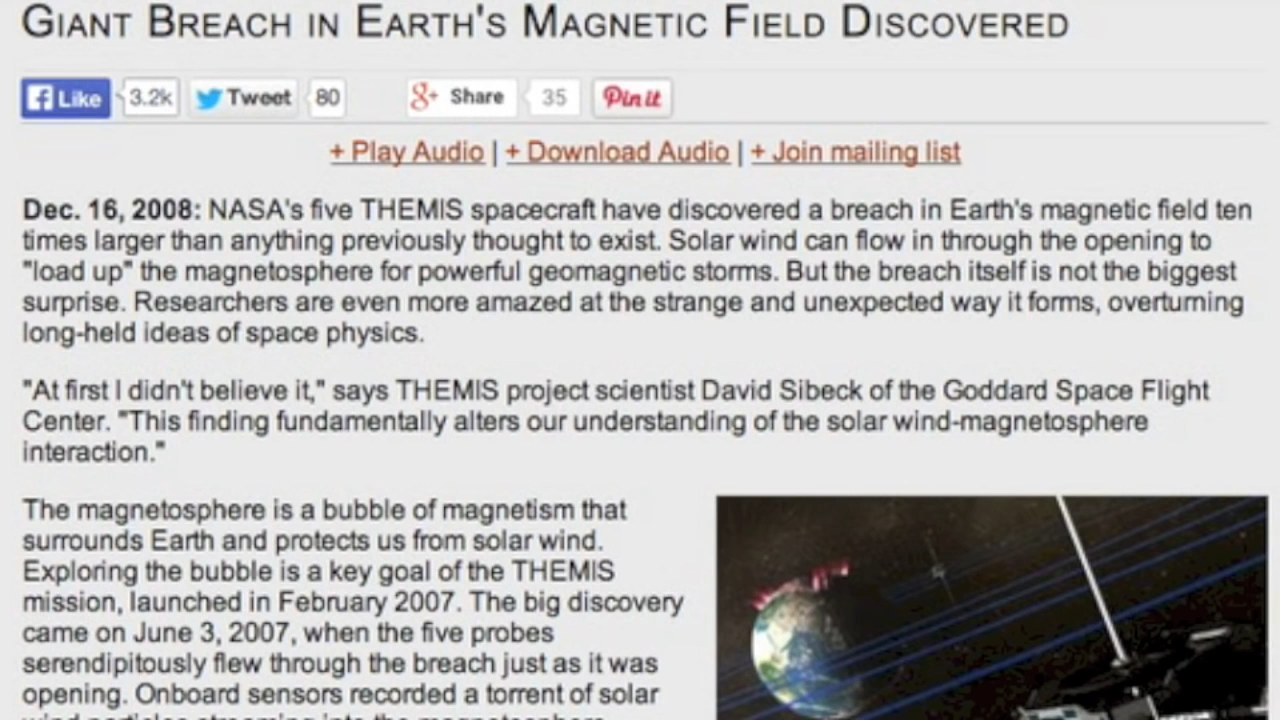 GIANT BREACH IN EARTH'S MAGNETIC FIELD DISCOVERED
Like 3.2k Tweet 80 8+ Share 35 Pin it
+ Play Audio | + Download Audio | + Join mailing list
Dec. 16, 2008: NASA's five THEMIS spacecraft have discovered a breach in Earth's magnetic field ten
times larger than anything previously thought to exist. Solar wind can flow in through the opening to
"load up" the magnetosphere for powerful geomagnetic storms. But the breach itself is not the biggest
surprise. Researchers are even more amazed at the strange and unexpected way it forms, overturning
long-held ideas of space physics.
"At first I didn't believe it," says THEMIS project scientist David Sibeck of the Goddard Space Flight
Center. "This finding fundamentally alters our understanding of the solar wind-magnetosphere
interaction."
The magnetosphere is a bubble of magnetism that
surrounds Earth and protects us from solar wind.
Exploring the bubble is a key goal of the THEMIS
mission, launched in February 2007. The big discovery
came on June 3, 2007, when the five probes
serendipitously flew through the breach just as it was
opening. Onboard sensors recorded a torrent of solar
wind particles streaming into the magnetosphere,